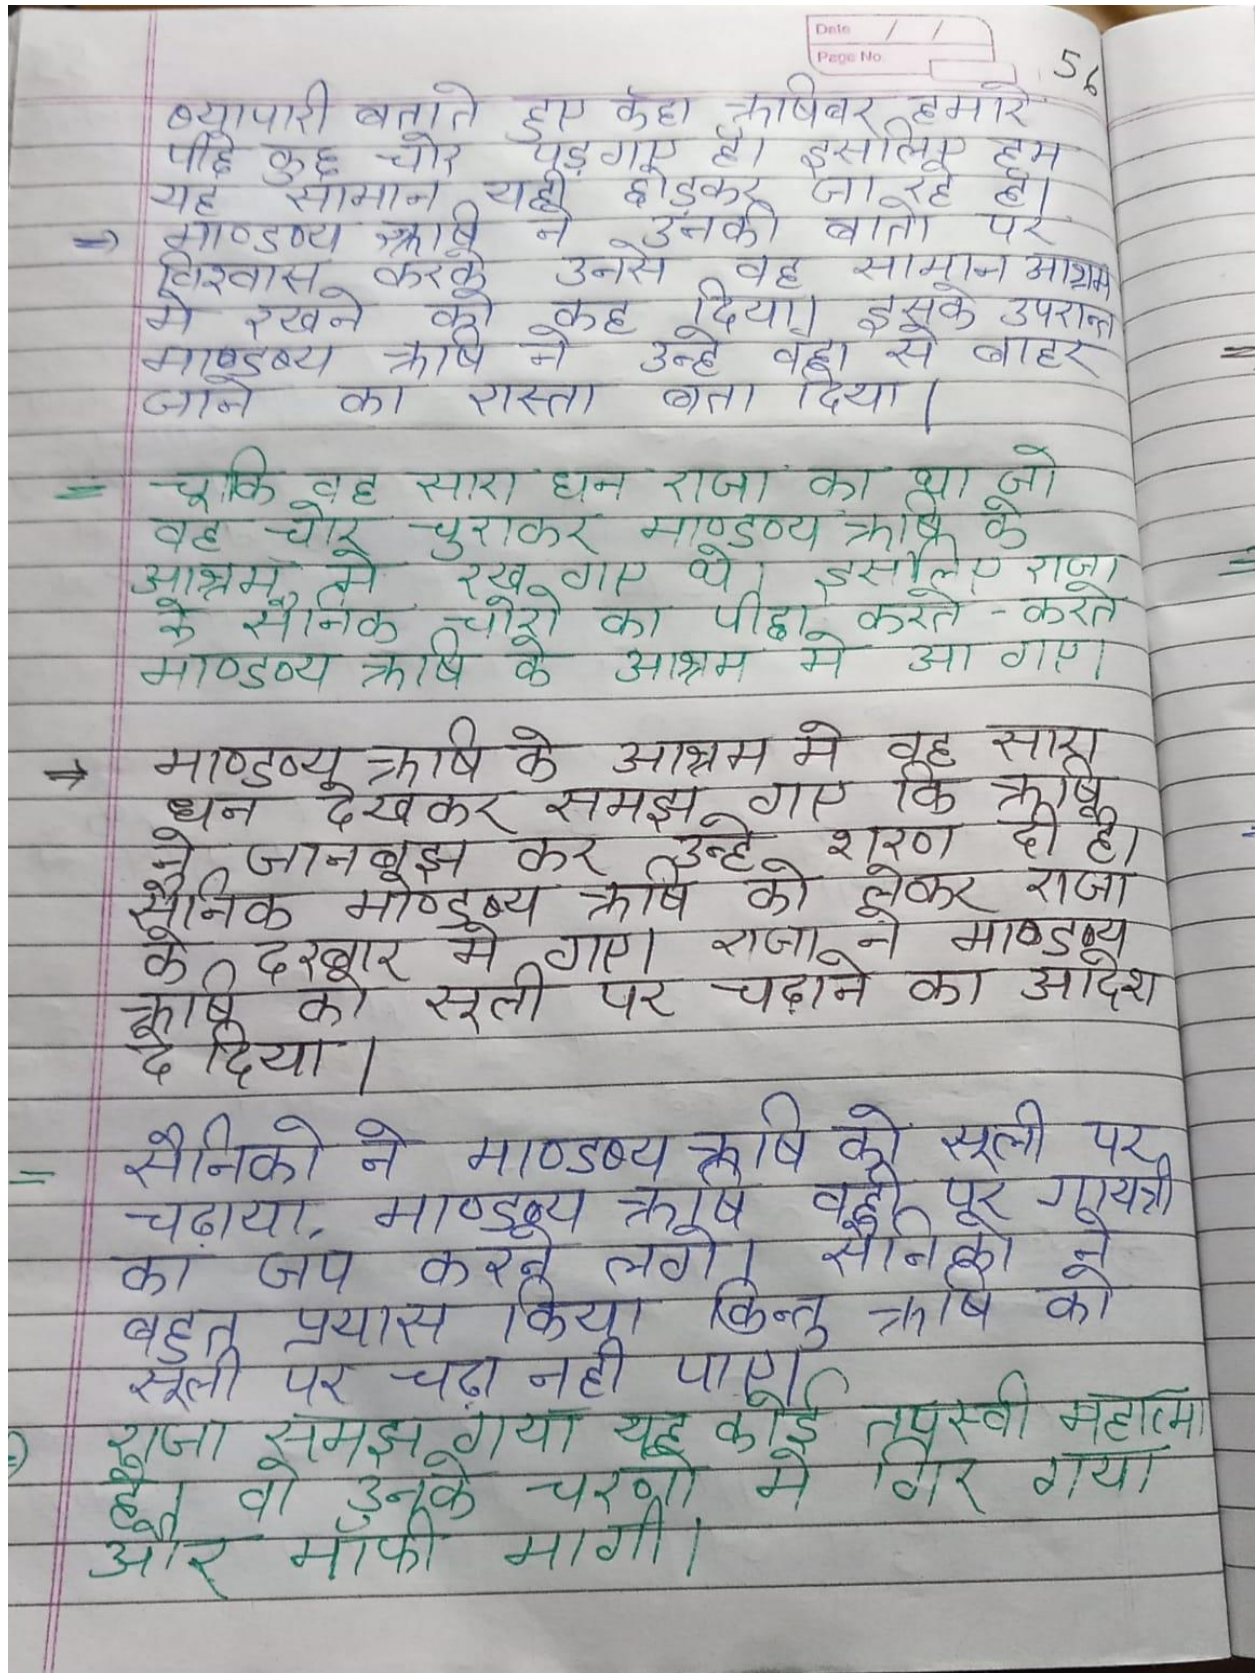 Date / /
Page No.
56
व्यापारी बताते हुए कहा ऋषिवर हमारे
पीछे कुछ चोर पड़ गए है। इसलिए हम
यह सामान यही छोड़कर जा रहे है।
⇒ माण्डव्य ऋषि ने उनकी बातो पर
विश्वास करके उनसे वह सामान आश्रम
मे रखने को कह दिया। इसके उपरान्त
माण्डव्य ऋषि ने उन्हे वहा से बाहर
जाने का रास्ता बता दिया।
= चूकि वह सारा धन राजा का था जो
वह चोर चुराकर माण्डव्य ऋषि के
आश्रम मे रख गए थे। इसलिए राजा
के सैनिक चोरो का पीछा करते - करते
माण्डव्य ऋषि के आश्रम मे आ गए।
⇒ माण्डव्य ऋषि के आश्रम मे वह सारा
धन देखकर समझ गए कि ऋषि
ने जानबूझ कर उन्हे शरण दी है।
सैनिक माण्डव्य ऋषि को लेकर राजा
के दरबार मे गए। राजा ने माण्डव्य
ऋषि को सूली पर चढ़ाने का आदेश
दे दिया।
= सैनिको ने माण्डव्य ऋषि को सूली पर
चढ़ाया, माण्डव्य ऋषि वही पर गायत्री
का जप करने लगे। सैनिको ने
बहुत प्रयास किया किन्तु ऋषि को
सूली पर चढ़ा नही पाए।
राजा समझ गया यह कोई तपस्वी महात्मा
है। वो उनके चरणो मे गिर गया
और माँफी मागी।